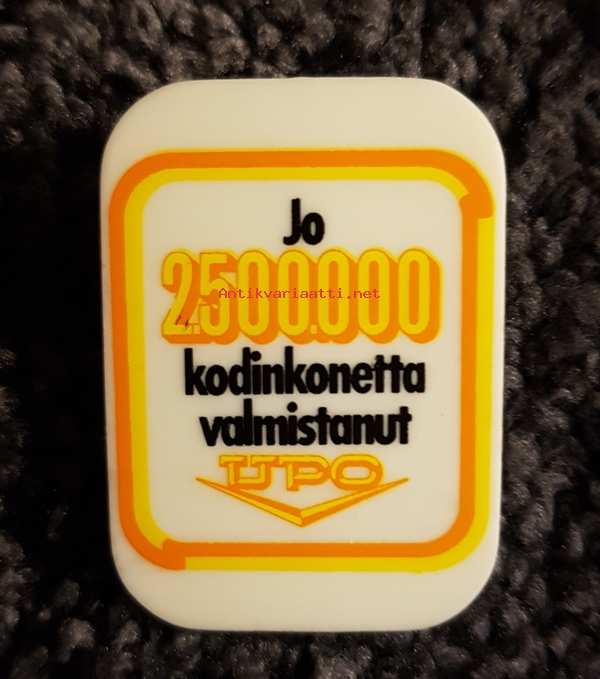 Jo
2.500.000
Antikvariaatti.net
kodinkonetta
valmistanut
UPO